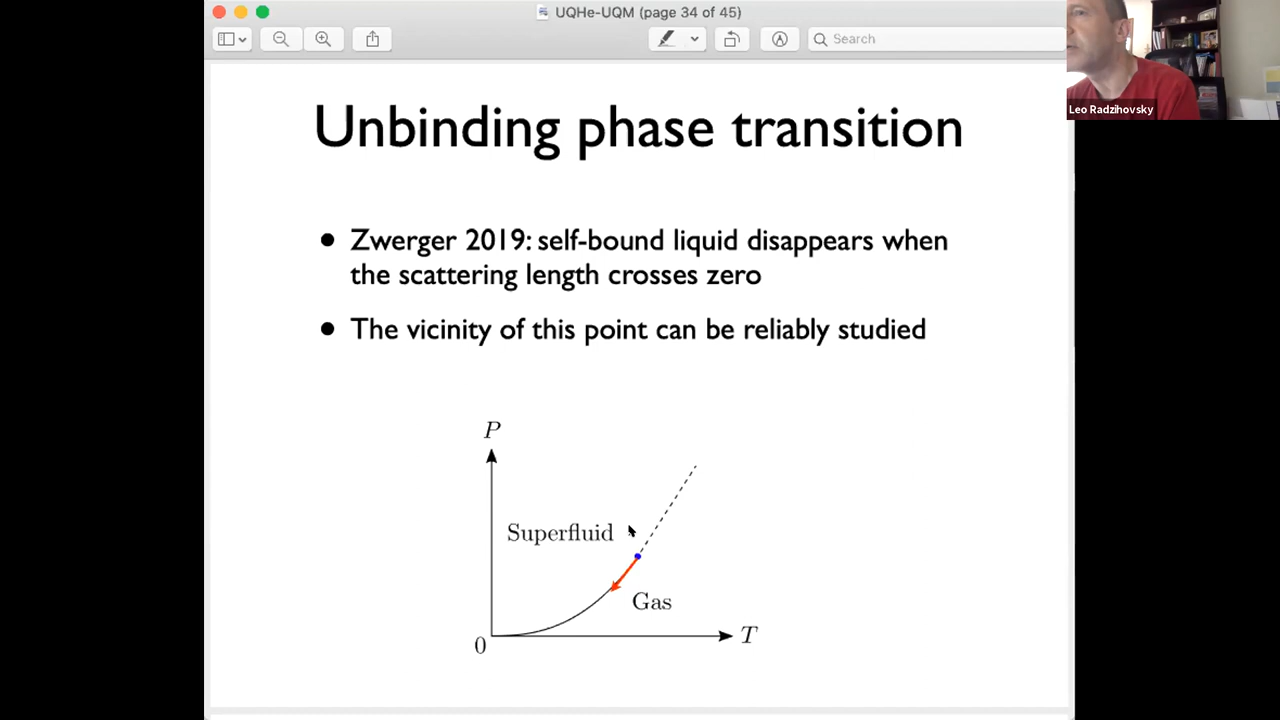 UQHe-UQM (page 34 of 45)
Search
Leo Radzihovsky
Unbinding phase transition
• Zwerger 2019: self-bound liquid disappears when
the scattering length crosses zero
• The vicinity of this point can be reliably studied
P
Superfluid
Gas
0
T